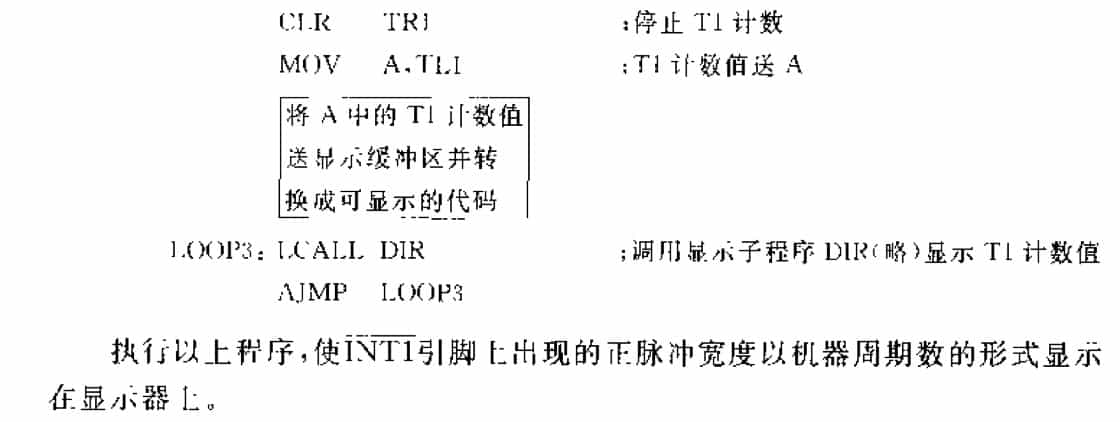 CLR TR1 ;停止 T1 计数
MOV A,TL1 ;T1 计数值送 A
将 A 中的 T1 计数值
送显示缓冲区并转
换成可显示的代码
LOOP3: LCALL DIR ;调用显示子程序 DIR(略)显示 T1 计数值
AJMP LOOP3
执行以上程序,使INT1引脚上出现的正脉冲宽度以机器周期数的形式显示
在显示器上。